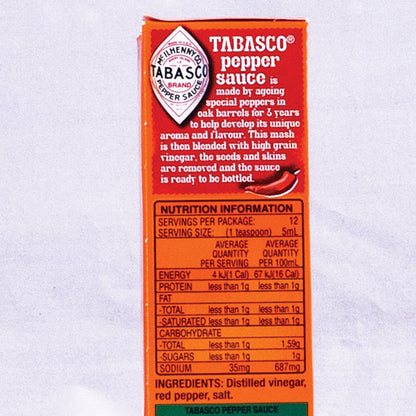 McILHENNY CO.
TABASCO
BRAND
PEPPER SAUCE
TABASCO®
pepper
sauce is
made by ageing
special peppers in
oak barrels for 3 years
to help develop its unique
aroma and flavour. This mash
is then blended with high grain
vinegar, the seeds and skins
are removed and the sauce
is ready to be bottled.
NUTRITION INFORMATION
SERVINGS PER PACKAGE: 12
SERVING SIZE: (1 teaspoon) 5mL
AVERAGE AVERAGE
QUANTITY QUANTITY
PER SERVING PER 100mL
ENERGY 4 kJ(1 Cal) 67 kJ(16 Cal)
PROTEIN less than 1g less than 1g
FAT
-TOTAL less than 1g less than 1g
-SATURATED less than 1g less than 1g
CARBOHYDRATE
-TOTAL less than 1g 1.59g
-SUGARS less than 1g 1g
SODIUM 35mg 687mg
INGREDIENTS: Distilled vinegar,
red pepper, salt.
TABASCO PEPPER SAUCE